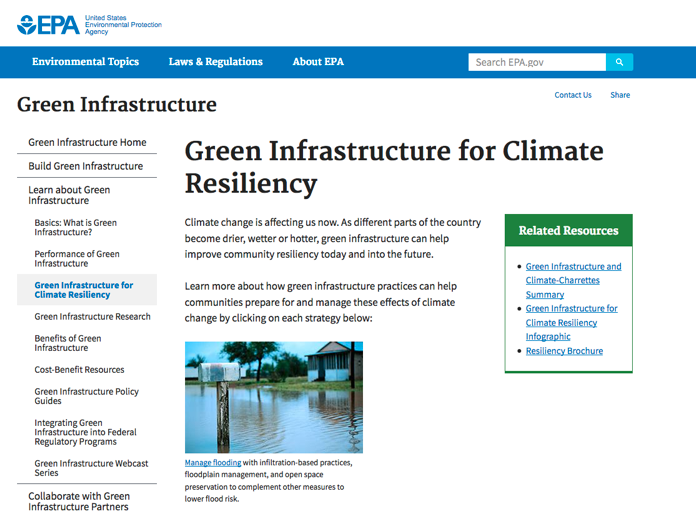 EPA
United States
Environmental Protection
Agency
Environmental Topics
Laws & Regulations
About EPA
Search EPA.gov
Contact Us
Share
Green Infrastructure
Green Infrastructure Home
Build Green Infrastructure
Learn about Green
Infrastructure
Basics: What is Green
Infrastructure?
Performance of Green
Infrastructure
Green Infrastructure for
Climate Resiliency
Green Infrastructure Research
Benefits of Green
Infrastructure
Cost-Benefit Resources
Green Infrastructure Policy
Guides
Integrating Green
Infrastructure into Federal
Regulatory Programs
Green Infrastructure Webcast
Series
Collaborate with Green
Infrastructure Partners
Green Infrastructure for Climate
Resiliency
Climate change is affecting us now. As different parts of the country
become drier, wetter or hotter, green infrastructure can help
improve community resiliency today and into the future.
Learn more about how green infrastructure practices can help
communities prepare for and manage these effects of climate
change by clicking on each strategy below:
Manage flooding with infiltration-based practices,
floodplain management, and open space
preservation to complement other measures to
lower flood risk.
Related Resources
Green Infrastructure and
Climate-Charrettes
Summary
Green Infrastructure for
Climate Resiliency
Infographic
Resiliency Brochure